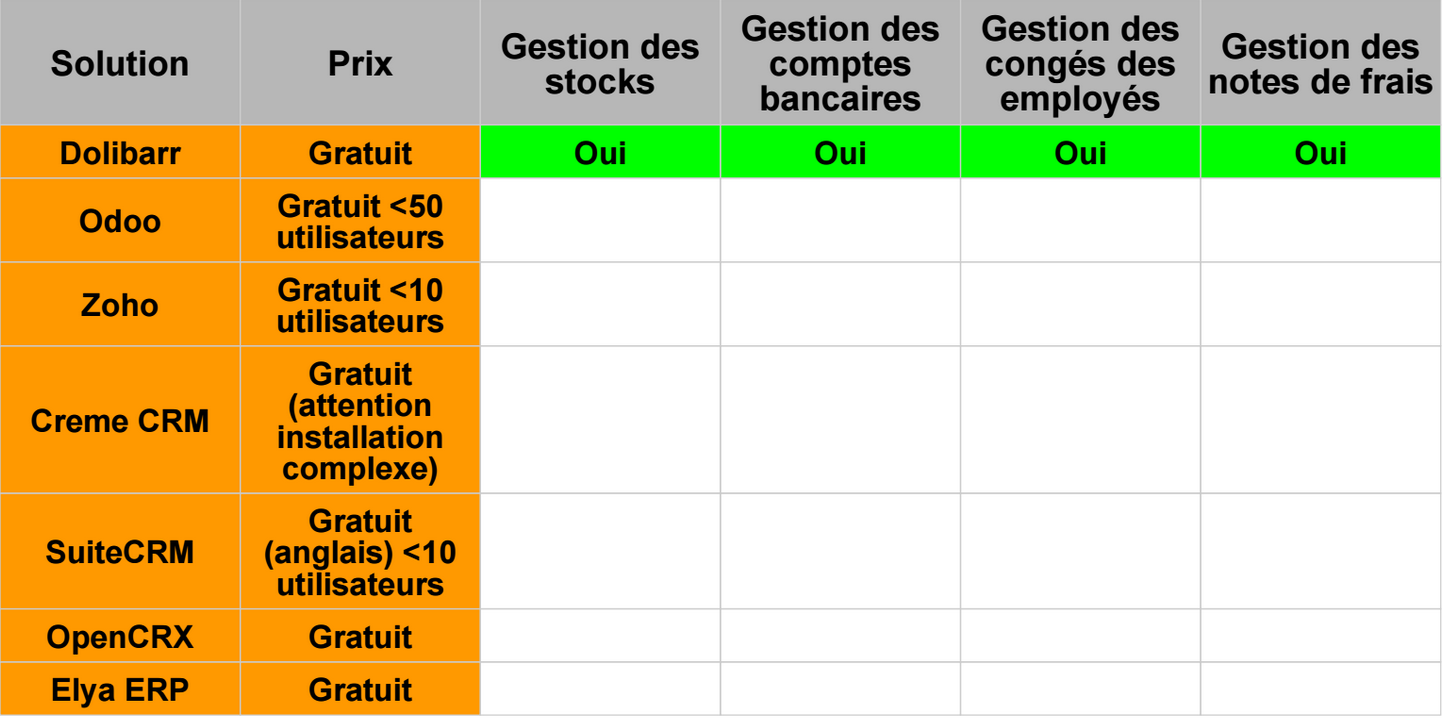 Solution
Prix
Gestion des
stocks
Gestion des
comptes
bancaires
Gestion des
congés des
employés
Gestion des
notes de frais
Dolibarr
Gratuit
Oui
Oui
Oui
Oui
Odoo
Gratuit <50
utilisateurs
Zoho
Gratuit <10
utilisateurs
Creme CRM
Gratuit
(attention
installation
complexe)
SuiteCRM
Gratuit
(anglais) <10
utilisateurs
OpenCRX
Gratuit
Elya ERP
Gratuit